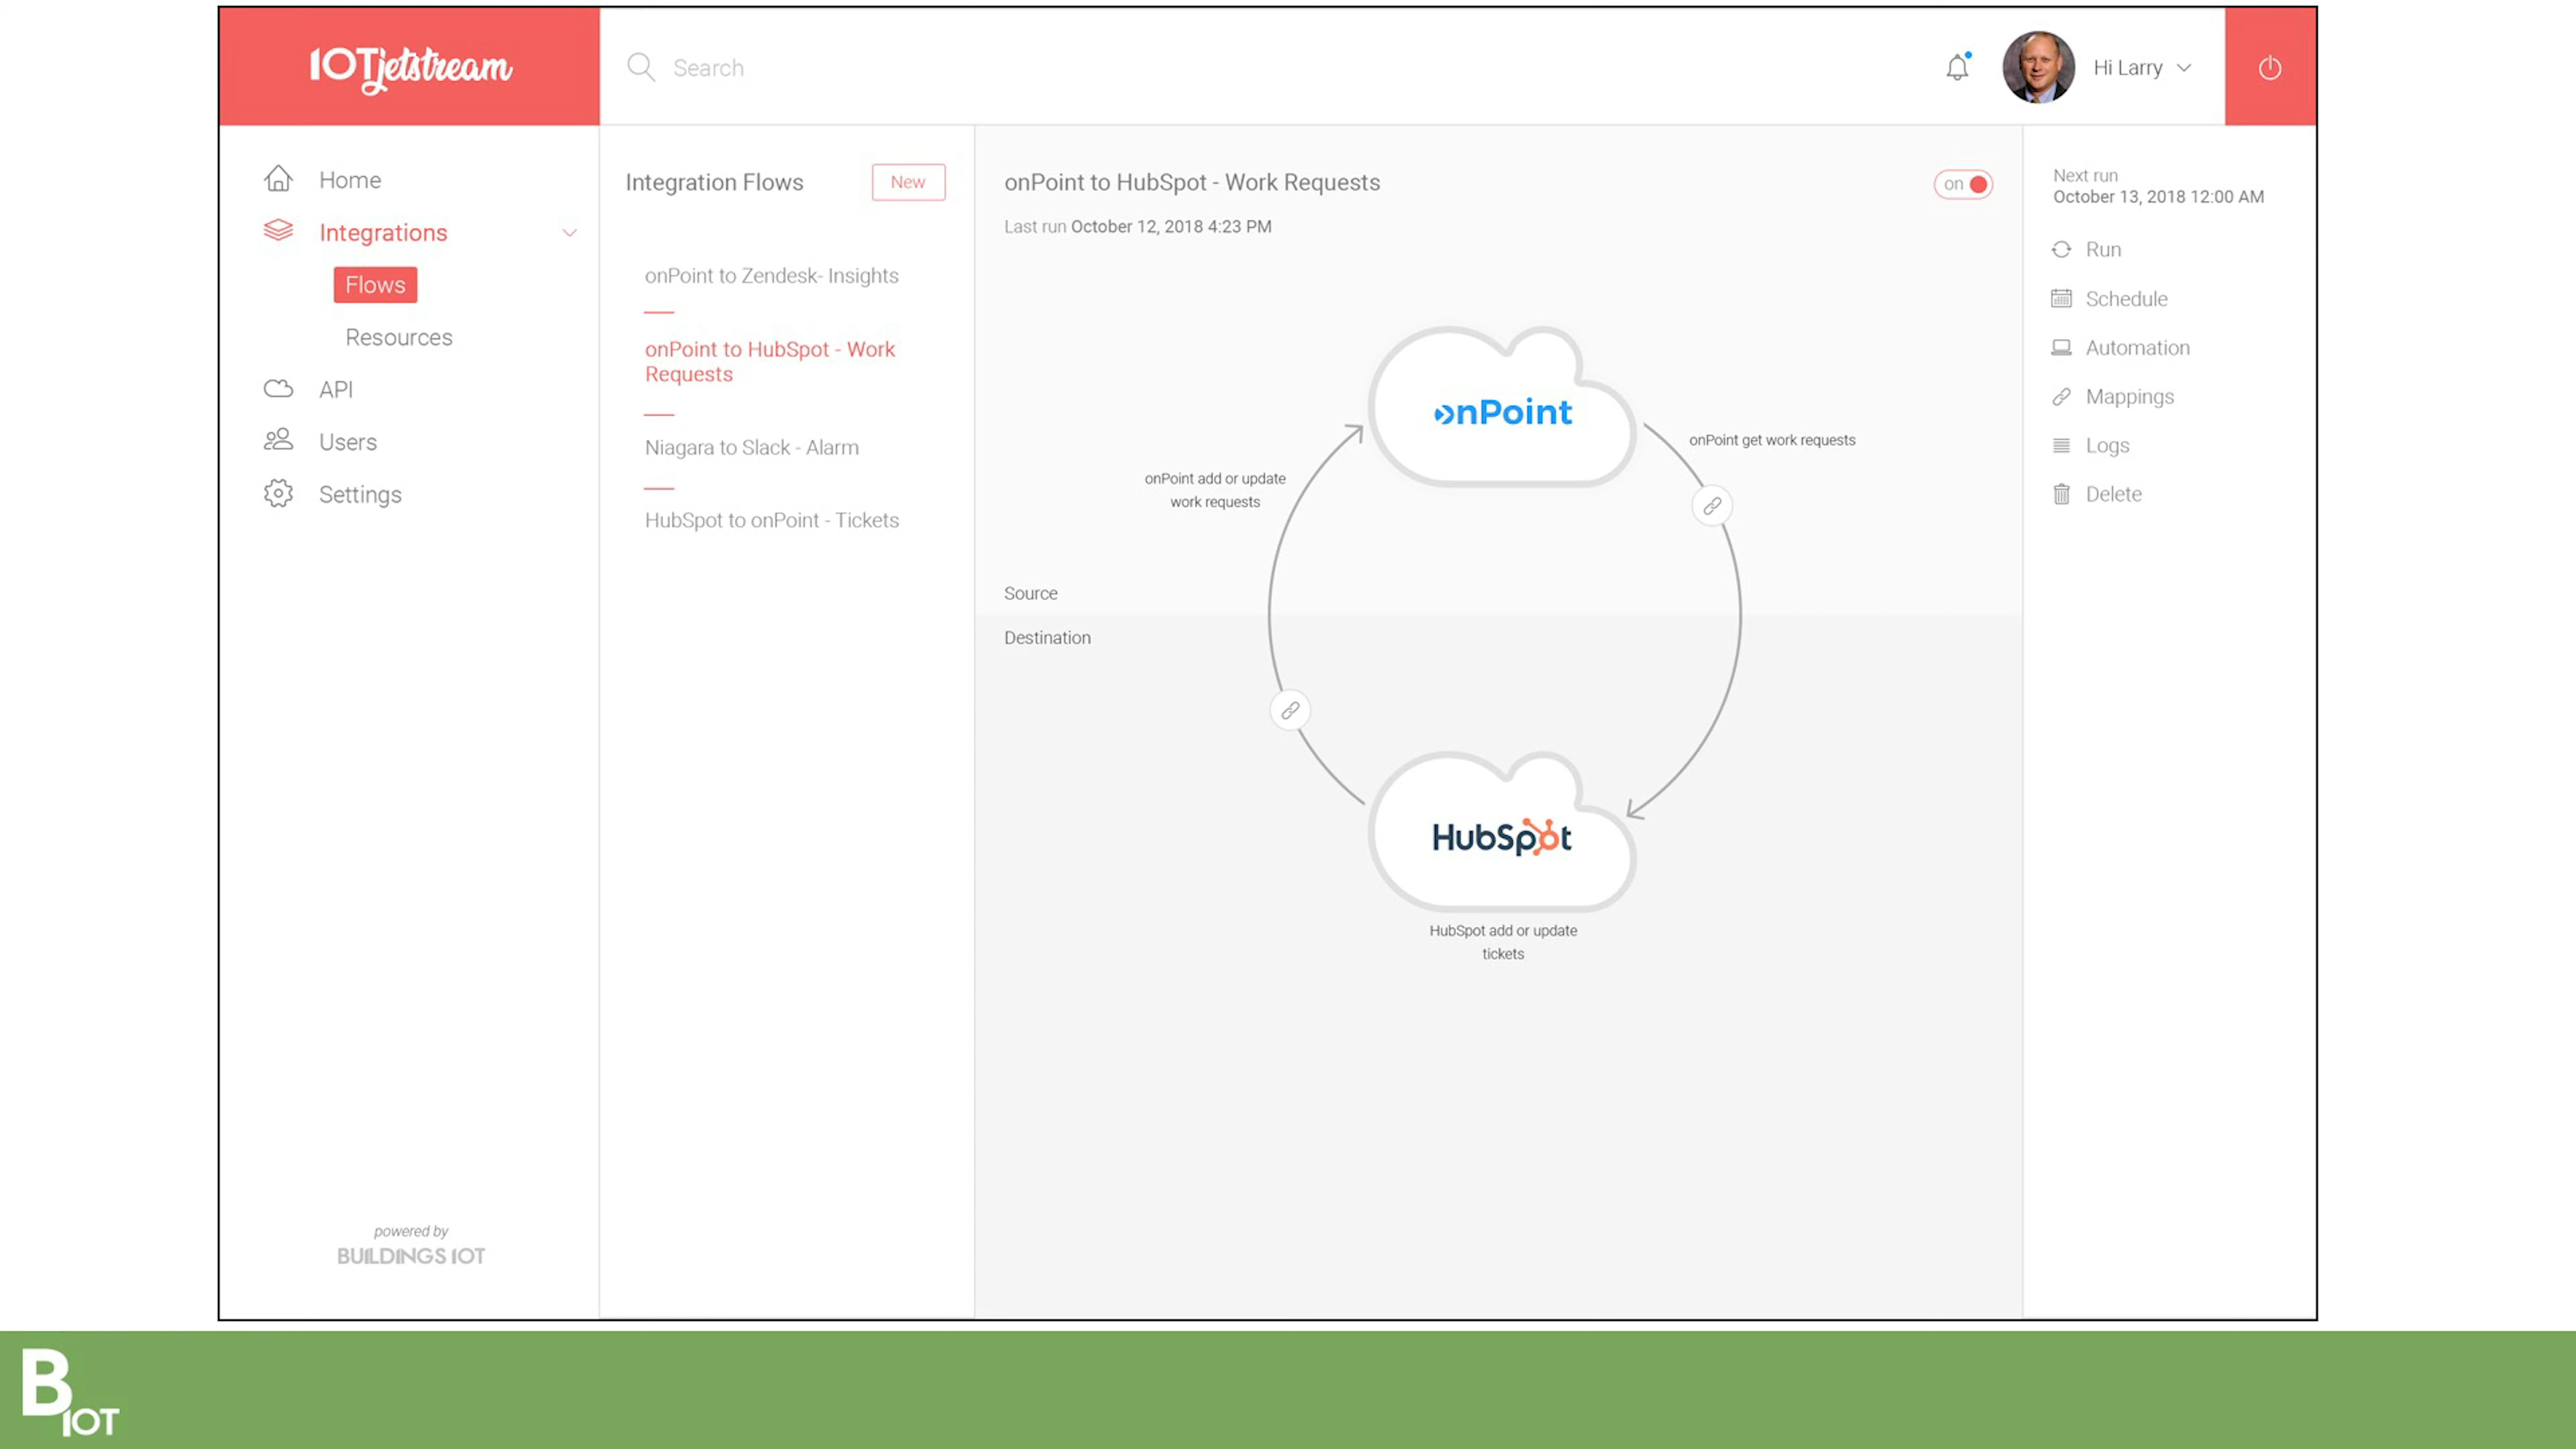 IOTjetstream
Search
Hi Larry
Home
Integrations
Flows
Resources
API
Users
Settings
powered by
BUILDINGS IOT
Integration Flows
New
onPoint to Zendesk- Insights
onPoint to HubSpot - Work
Requests
Niagara to Slack - Alarm
HubSpot to onPoint - Tickets
onPoint to HubSpot - Work Requests
on
Last run October 12, 2018 4:23 PM
onPoint
onPoint get work requests
onPoint add or update
work requests
Source
Destination
HubSpot
HubSpot add or update
tickets
Next run
October 13, 2018 12:00 AM
Run
Schedule
Automation
Mappings
Logs
Delete
B
IOT